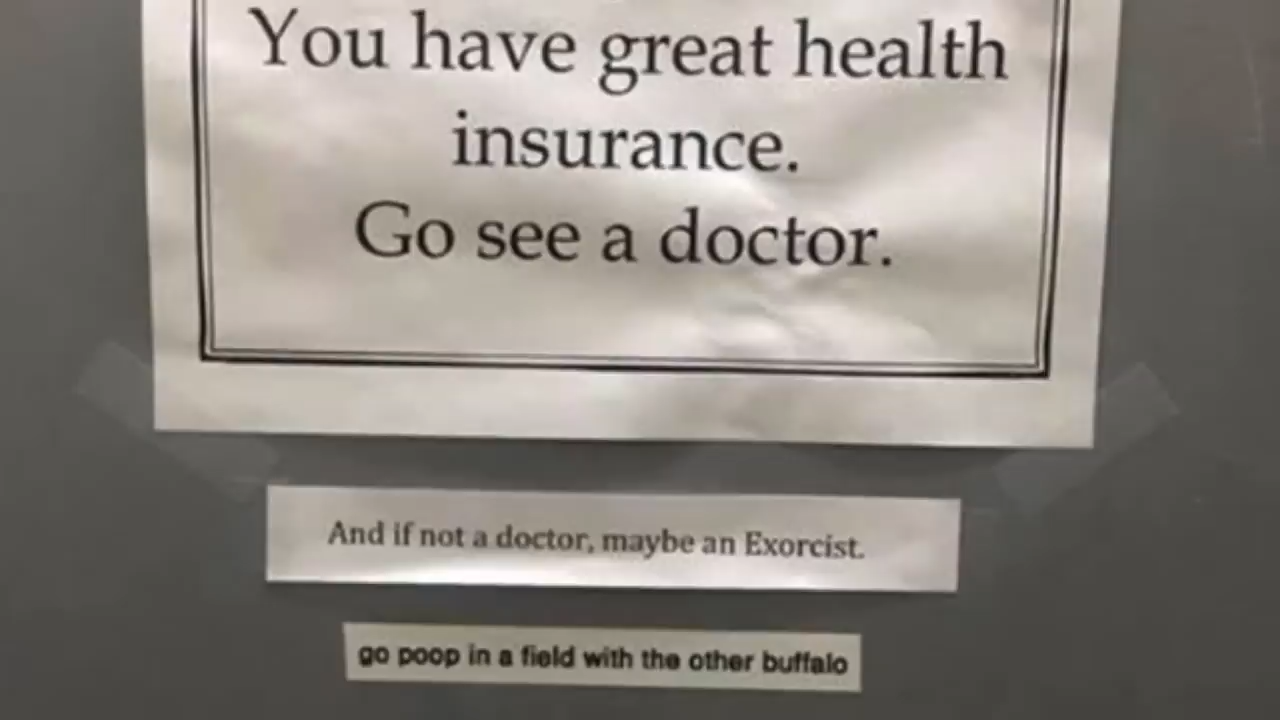 You have great health
insurance.
Go see a doctor.
And if not a doctor, maybe an Exorcist.
go poop in a field with the other buffalo